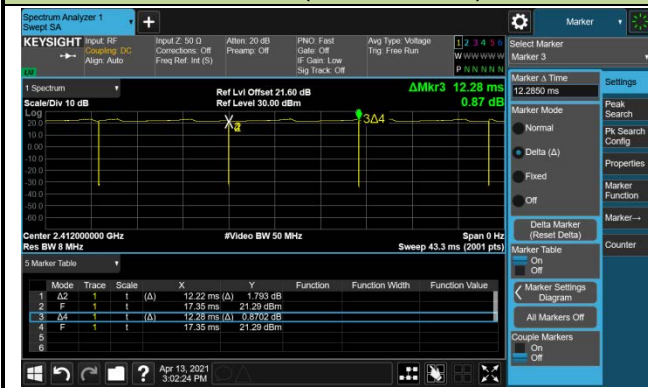 Spectrum Analyzer 1
Swept SA
Marker
KEYSIGHT
Input: RF
Coupling: DC
Align: Auto
Input Z: 50 Ω
Corrections: Off
Freq Ref: Int (S)
Atten: 20 dB
Preamp: Off
PNO: Fast
Gate: Off
IF Gain: Low
Sig Track: Off
Avg Type: Voltage
Trig: Free Run
1 2 3 4 5 6
W W W W W W
P N N N N N
Select Marker
Marker 3
1 Spectrum
Scale/Div 10 dB
Ref Lvl Offset 21.60 dB
Ref Level 30.00 dBm
ΔMkr3 12.28 ms
0.87 dB
Log
20.0
10.0
0.00
-10.0
-20.0
-30.0
-40.0
-50.0
-60.0
3Δ4
Center 2.412000000 GHz
Res BW 8 MHz
#Video BW 50 MHz
Span 0 Hz
Sweep 43.3 ms (2001 pts)
5 Marker Table
Mode Trace Scale X Y Function Function Width Function Value
1 Δ2 1 t (Δ) 12.22 ms (Δ) 1.793 dB
2 F 1 t 17.35 ms 21.29 dBm
3 Δ4 1 t (Δ) 12.28 ms (Δ) 0.8702 dB
4 F 1 t 17.35 ms 21.29 dBm
5
6
Marker Δ Time
12.2850 ms
Marker Mode
Normal
Delta (Δ)
Fixed
Off
Delta Marker
(Reset Delta)
Marker Table
On
Off
Marker Settings
Diagram
All Markers Off
Couple Markers
On
Off
Settings
Peak
Search
Pk Search
Config
Properties
Marker
Function
Marker→
Counter
Apr 13, 2021
3:02:24 PM